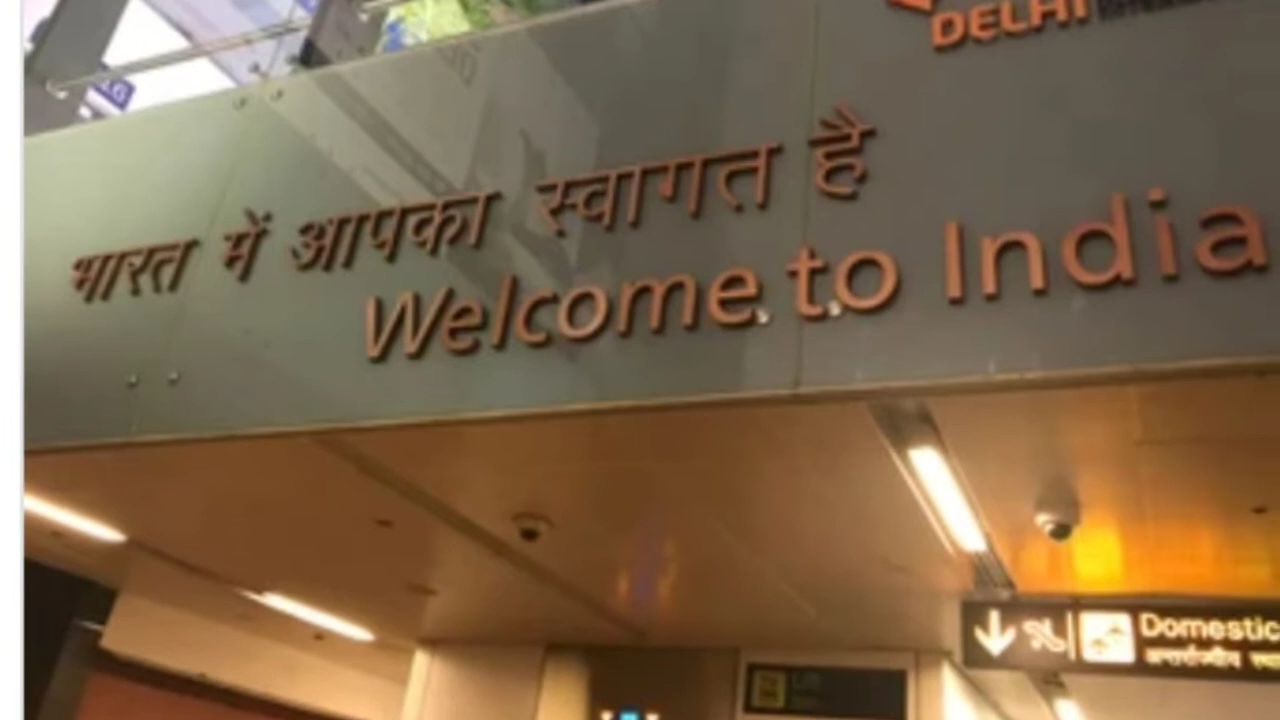 DELHI
भारत में आपका स्वागत है
Welcome to India
Domestic